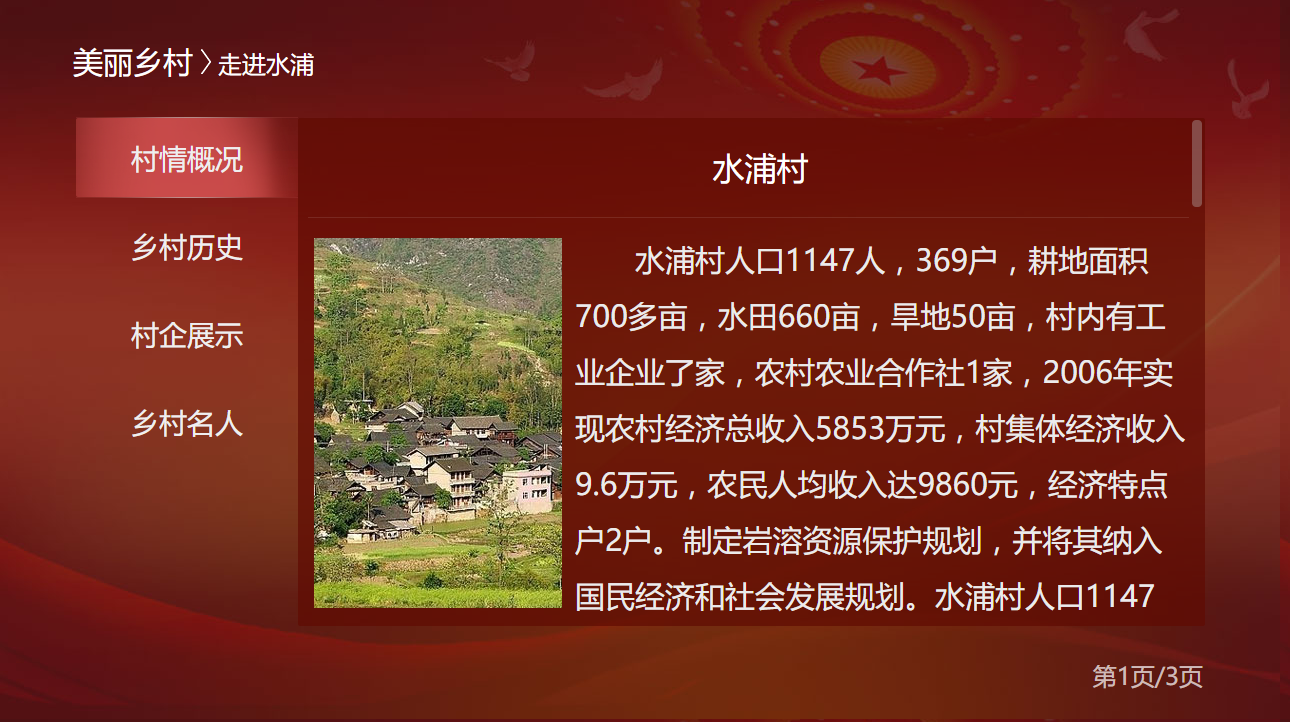 美丽乡村〉走进水浦
村情概况
乡村历史
村企展示
乡村名人
水浦村
水浦村人口1147人，369户，耕地面积
700多亩，水田660亩，旱地50亩，村内有工
业企业了家，农村农业合作社1家，2006年实
现农村经济总收入5853万元，村集体经济收入
9.6万元，农民人均收入达9860元，经济特点
户2户。制定岩溶资源保护规划，并将其纳入
国民经济和社会发展规划。水浦村人口1147
第1页/3页